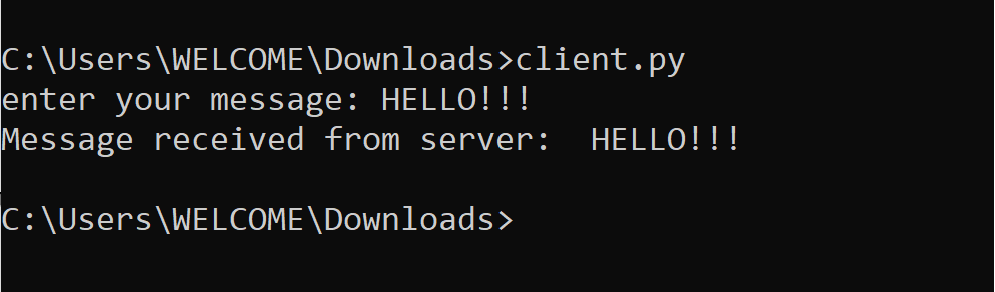 C:\Users\WELCOME\Downloads>client.py
enter your message: HELLO!!!
Message received from server:  HELLO!!!
C:\Users\WELCOME\Downloads>